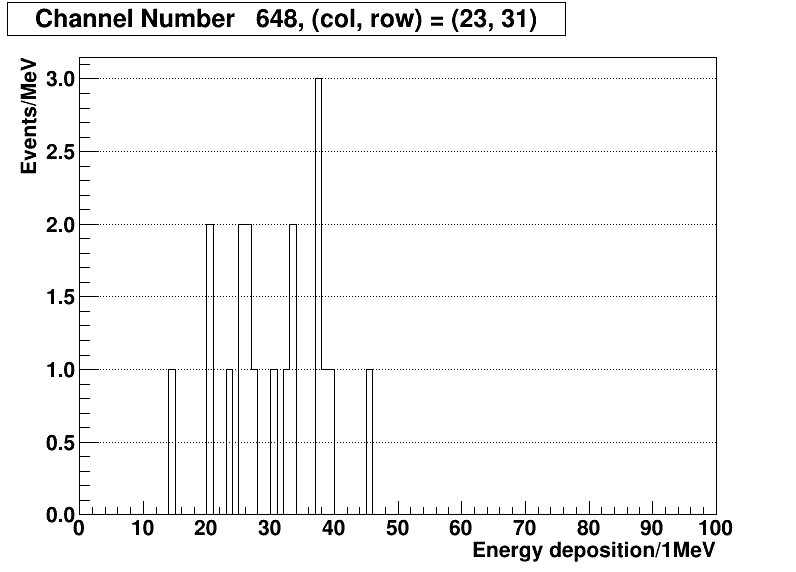 Channel Number 648, (col, row) = (23, 31)
Events/MeV
3.0
2.5
2.0
1.5
1.0
0.5
0.0
0 10 20 30 40 50 60 70 80 90 100
Energy deposition/1MeV